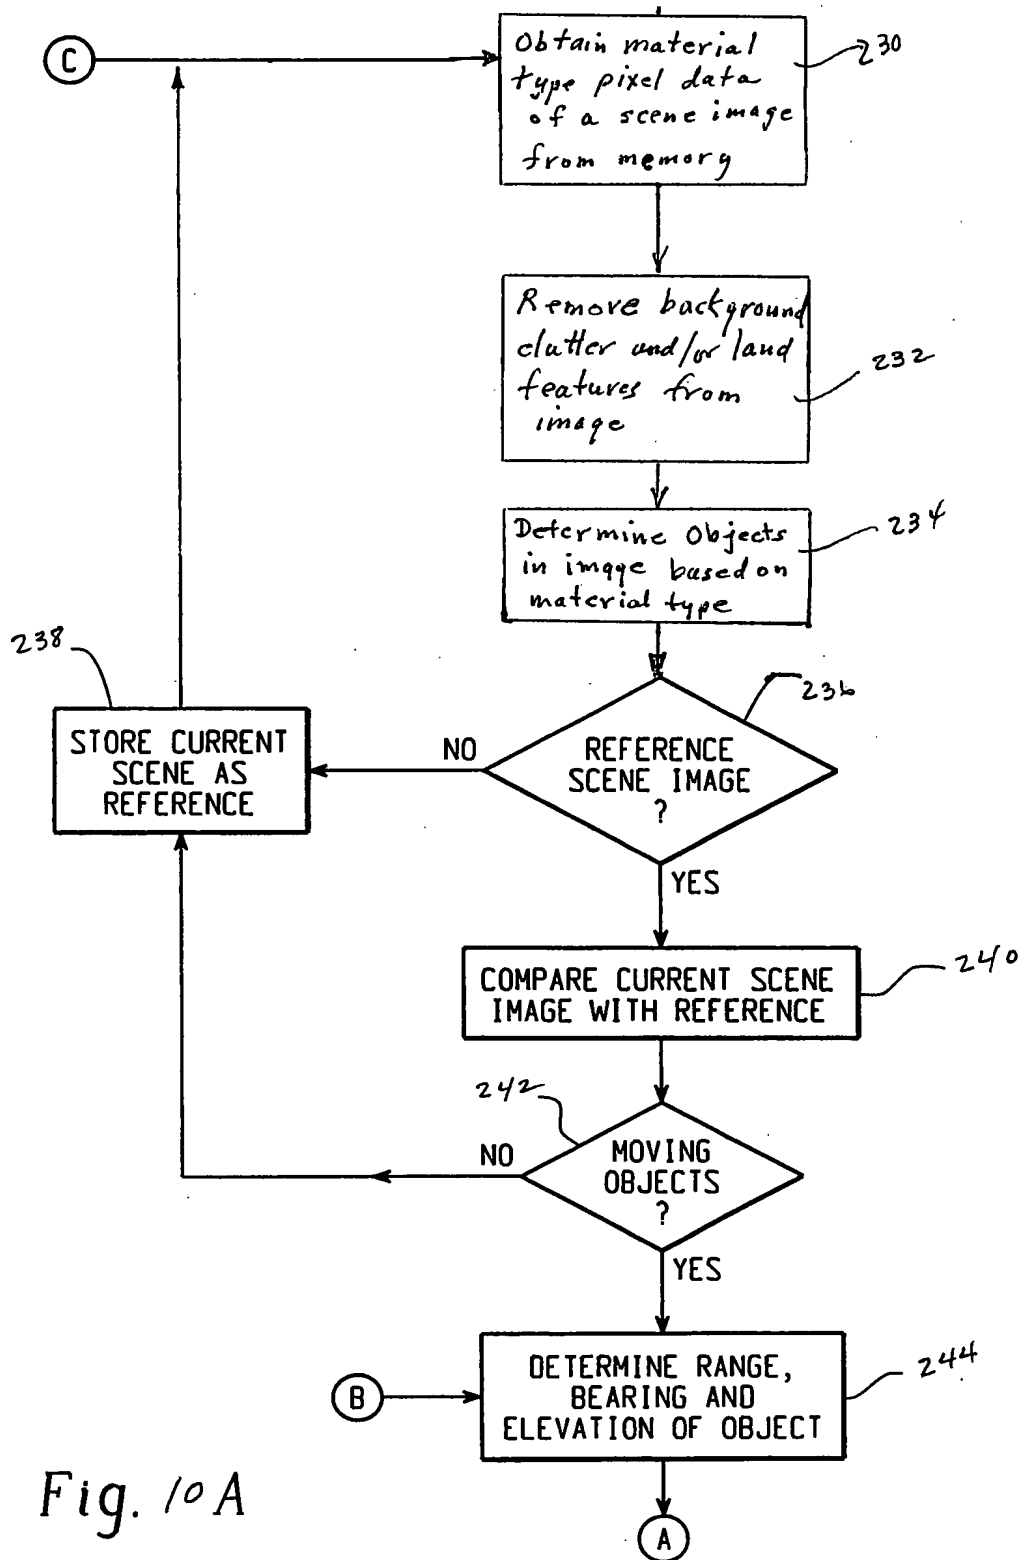 C
Obtain material
type pixel data
of a scene image
from memory
230
Remove background
clutter and/or land
features from
image
232
Determine Objects
in image based on
material type
234
238
STORE CURRENT
SCENE AS
REFERENCE
NO
REFERENCE
SCENE IMAGE
?
236
YES
COMPARE CURRENT SCENE
IMAGE WITH REFERENCE
240
242
NO
MOVING
OBJECTS
?
YES
B
DETERMINE RANGE,
BEARING AND
ELEVATION OF OBJECT
244
Fig. 10A
A